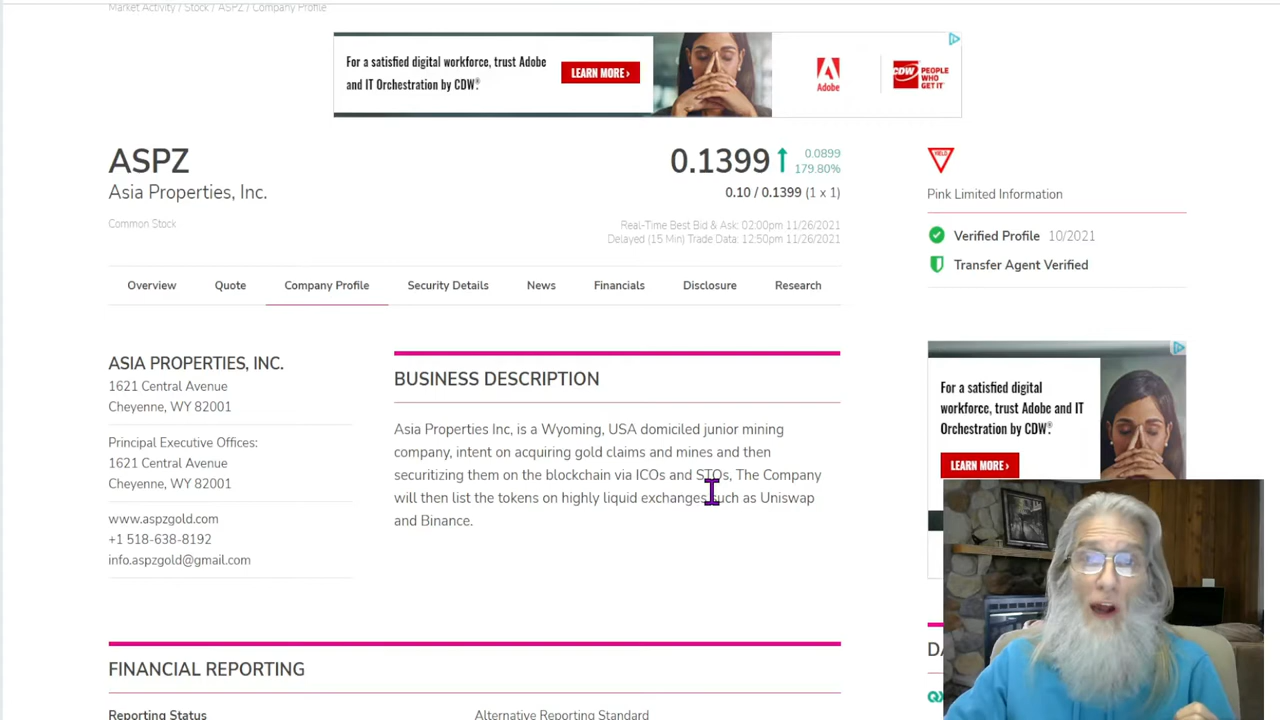 Market Activity / Stock / ASPZ / Company Profile
For a satisfied digital workforce, trust Adobe
and IT Orchestration by CDW®.
LEARN MORE ›
Adobe
CDW
PEOPLE
WHO
GET IT
ASPZ
Asia Properties, Inc.
Common Stock
0.1399
0.0899
179.80%
0.10 / 0.1399 (1 x 1)
Real-Time Best Bid & Ask: 02:00pm 11/26/2021
Delayed (15 Min) Trade Data: 12:50pm 11/26/2021
YIELD
Pink Limited Information
Verified Profile 10/2021
Transfer Agent Verified
Overview
Quote
Company Profile
Security Details
News
Financials
Disclosure
Research
ASIA PROPERTIES, INC.
1621 Central Avenue
Cheyenne, WY 82001
Principal Executive Offices:
1621 Central Avenue
Cheyenne, WY 82001
www.aspzgold.com
+1 518-638-8192
info.aspzgold@gmail.com
BUSINESS DESCRIPTION
Asia Properties Inc, is a Wyoming, USA domiciled junior mining
company, intent on acquiring gold claims and mines and then
securitizing them on the blockchain via ICOs and STOs, The Company
will then list the tokens on highly liquid exchanges such as Uniswap
and Binance.
For a satisfied digital
workforce, trust Adobe
and IT Orchestration
by CDW®.
LEARN MORE ›
FINANCIAL REPORTING
Reporting Status
Alternative Reporting Standard